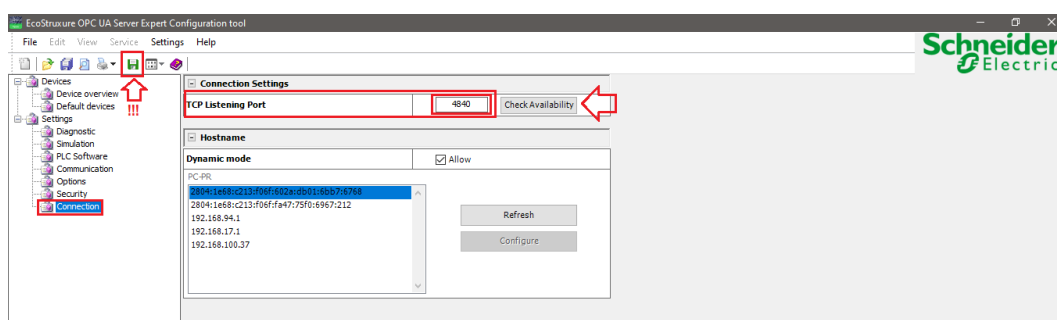 EcoStruxure OPC UA Server Expert Configuration tool
File Edit View Service Settings Help
Schneider
Electric
!!!
Devices
Device overview
Default devices
Settings
Diagnostic
Simulation
PLC Software
Communication
Options
Security
Connection
Connection Settings
TCP Listening Port 4840 Check Availability
Hostname
Dynamic mode Allow
PC-PR
2804:1e68:c213:f06f:602a:db01:6bb7:6768
2804:1e68:c213:f06f:fa47:75f0:6967:212
192.168.94.1
192.168.17.1
192.168.100.37
Refresh
Configure